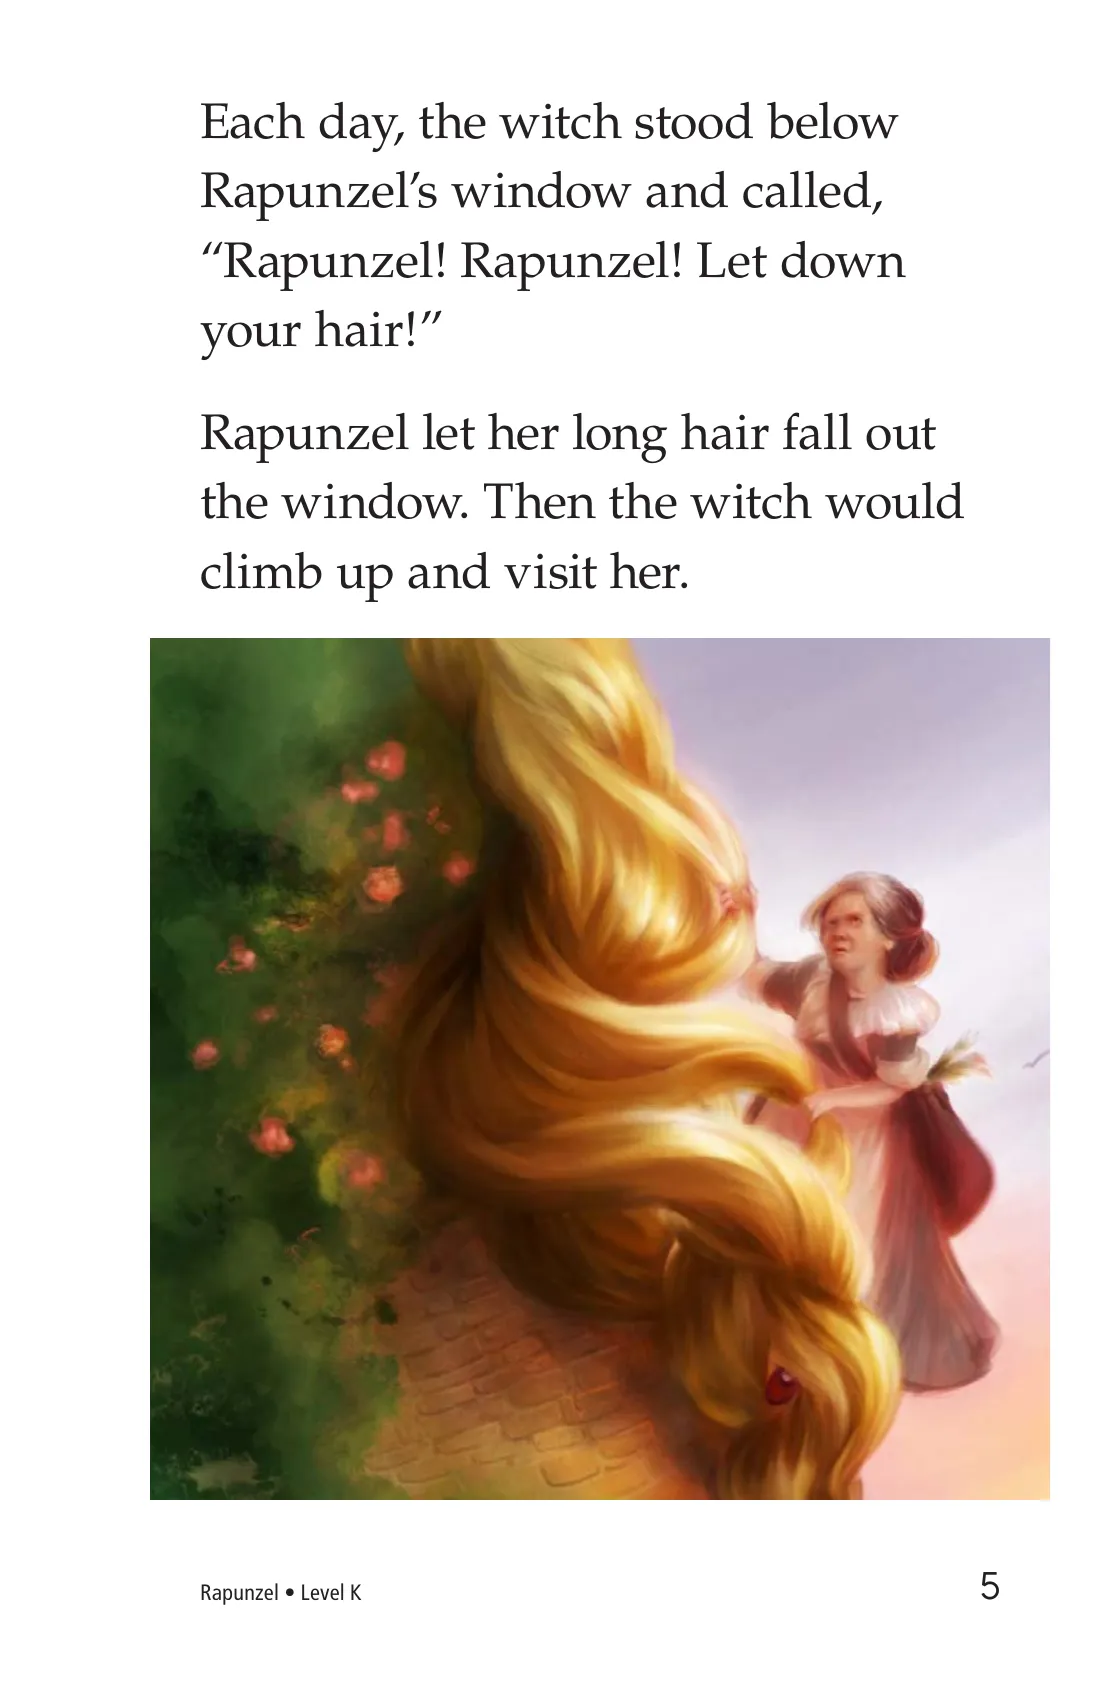 Each day, the witch stood below
Rapunzel’s window and called,
“Rapunzel! Rapunzel! Let down
your hair!”
Rapunzel let her long hair fall out
the window. Then the witch would
climb up and visit her.
Rapunzel • Level K
5